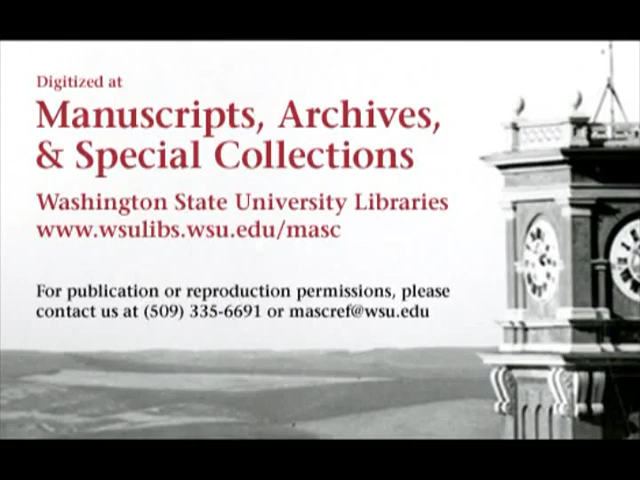 Digitized at
Manuscripts, Archives,
& Special Collections
Washington State University Libraries
www.wsulibs.wsu.edu/masc
For publication or reproduction permissions, please
contact us at (509) 335-6691 or mascref@wsu.edu